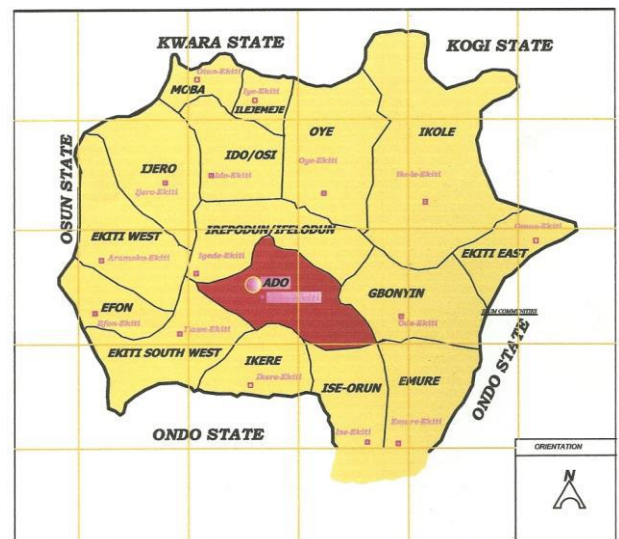 KWARA STATE
KOGI STATE
Otun-Ekiti
MOBA
Iye-Ekiti
ILEJEMEJE
OYE
IKOLE
IDO/OSI
IJERO
Ido-Ekiti
Oye-Ekiti
Ijero-Ekiti
Ikole-Ekiti
OSUN STATE
IREPODUN/IFELODUN
Omuo-Ekiti
EKITI WEST
EKITI EAST
Igede-Ekiti
Aramoko-Ekiti
ADO
GBONYIN
EFON
Efon-Ekiti
Ode-Ekiti
EKITI SOUTH WEST
IKERE
ISE-ORUN
EMURE
Ikere-Ekiti
ONDO STATE
ONDO STATE
Ise-Ekiti
Emure-Ekiti
ORIENTATION
N